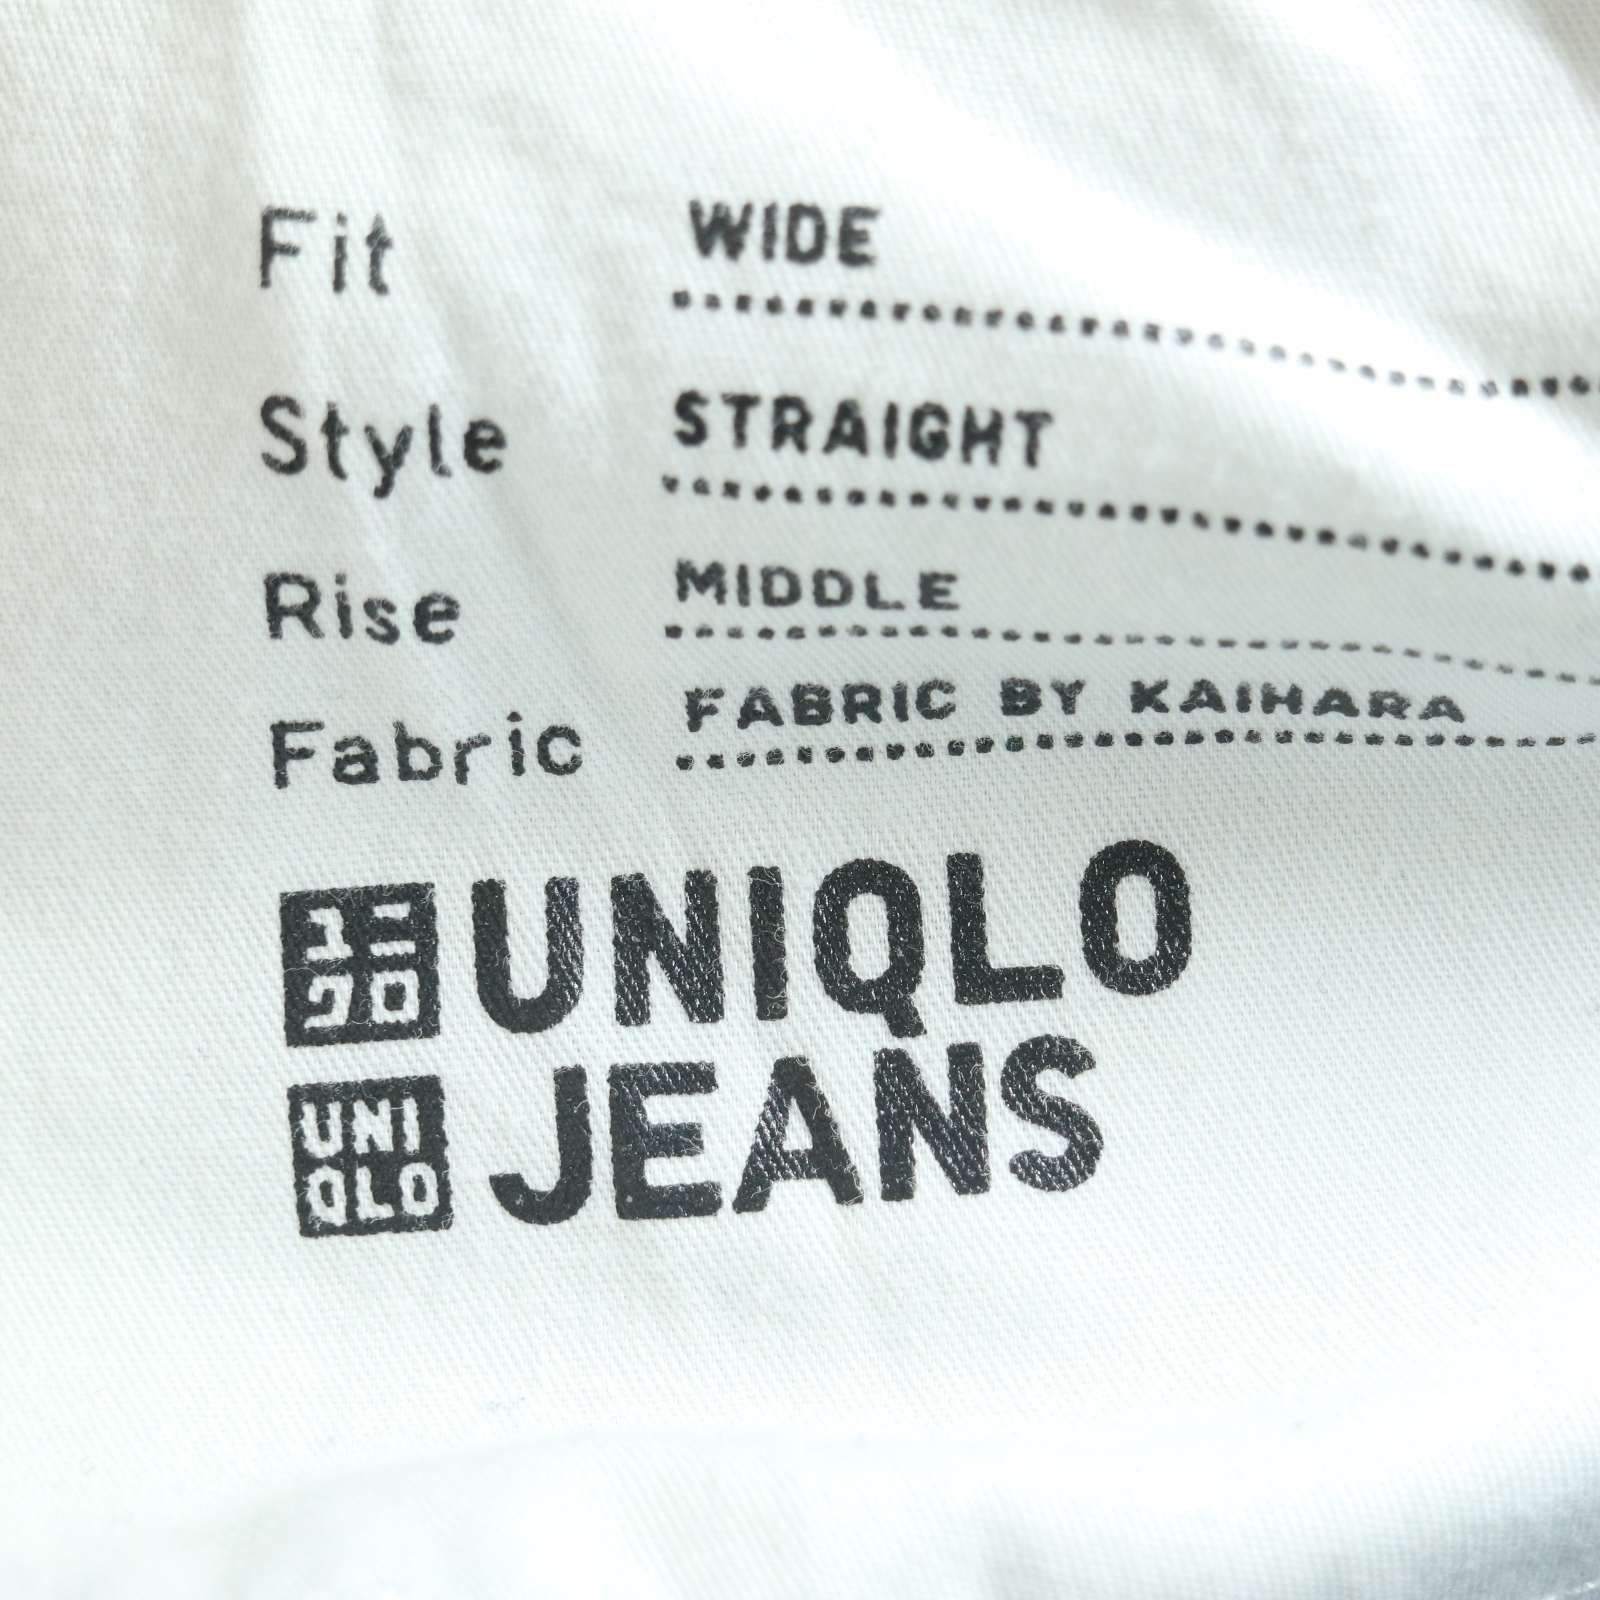 Fit WIDE
Style STRAIGHT
Rise MIDDLE
Fabric FABRIC BY KAIHARA
ユニ
クロ
UNIQLO
UNI
QLO
JEANS